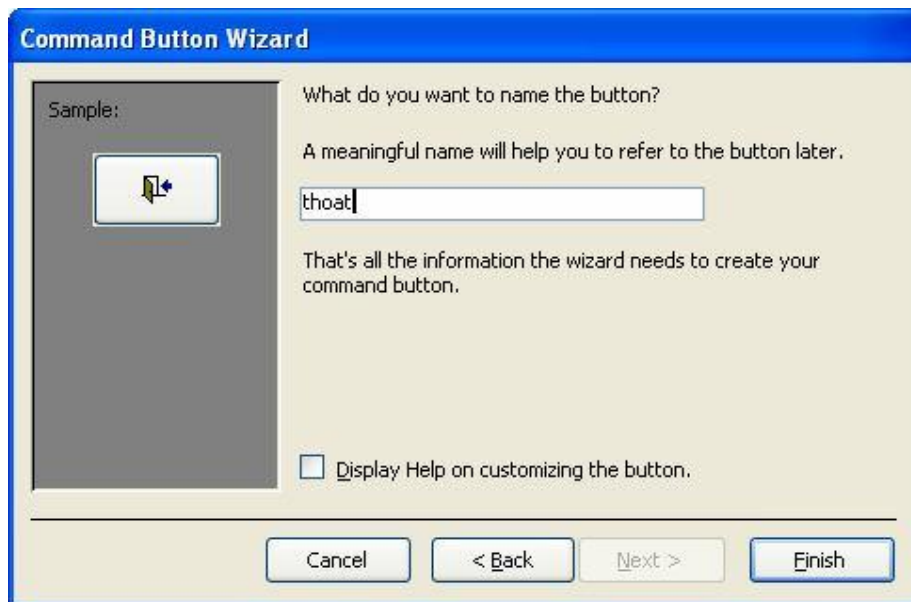 Command Button Wizard
Sample:
What do you want to name the button?
A meaningful name will help you to refer to the button later.
thoat
That's all the information the wizard needs to create your
command button.
Display Help on customizing the button.
Cancel
< Back
Next >
Finish